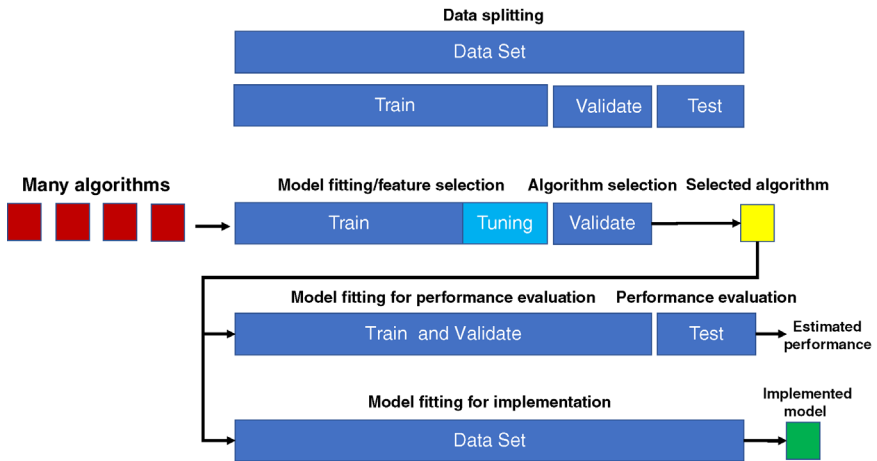 Data splitting
Data Set
Train
Validate
Test
Many algorithms
Model fitting/feature selection
Algorithm selection
Selected algorithm
Train
Tuning
Validate
Model fitting for performance evaluation
Performance evaluation
Train and Validate
Test
Estimated
performance
Model fitting for implementation
Implemented
model
Data Set